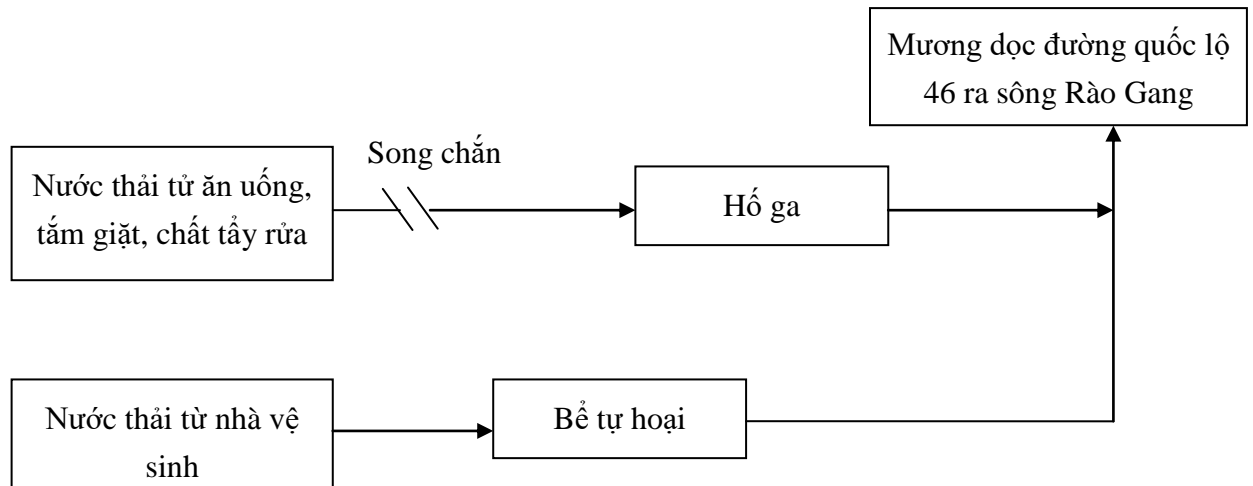 Mương dọc đường quốc lộ
46 ra sông Rào Gang
Song chắn
Nước thải tử ăn uống,
tắm giặt, chất tẩy rửa
Hố ga
Nước thải từ nhà vệ
sinh
Bể tự hoại